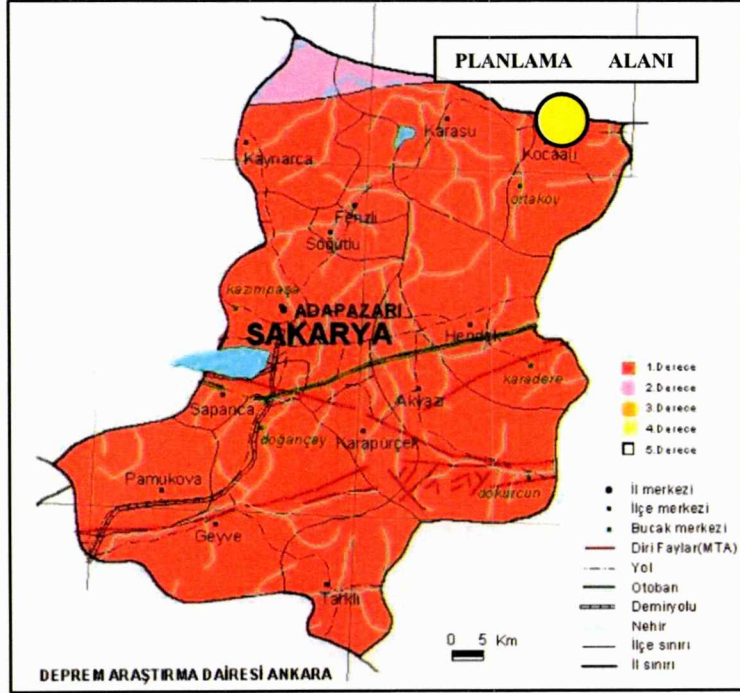 PLANLAMA ALANI
Karasu
Kocaali
Kaynarca
ortaköy
Ferizli
Söğütlü
kazımpaşa
ADAPAZARI
SAKARYA
Hendek
karadere
Sapanca
Akyazı
doğançay
Karapürçek
Pamukova
dokurcun
Geyve
Taraklı
1.Derece
2.Derece
3.Derece
4.Derece
5.Derece
İl merkezi
İlçe merkezi
Bucak merkezi
Diri Faylar(MTA)
Yol
Otoban
Demiryolu
Nehir
İlçe sınırı
İl sınırı
0 5 Km
DEPREM ARAŞTIRMA DAİRESİ ANKARA